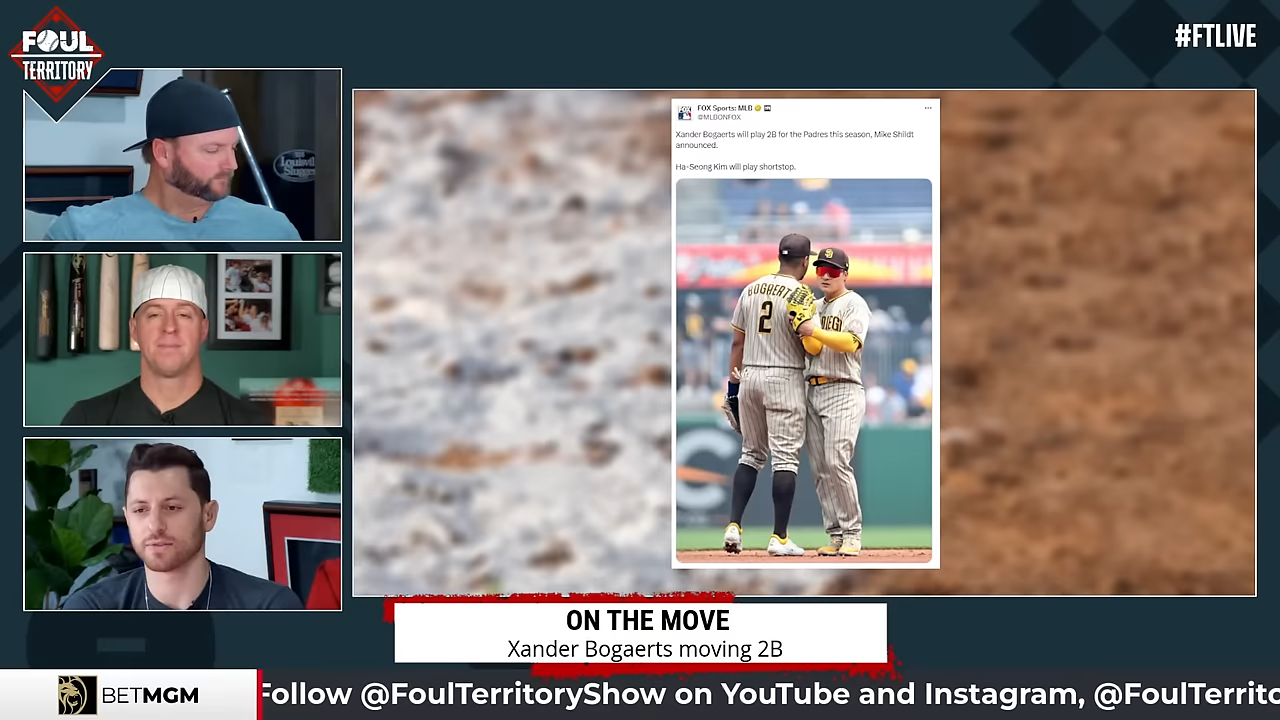 FOUL
TERRITORY
#FTLIVE
Louisville
Slugger
FOX Sports: MLB
@MLBONFOX
Xander Bogaerts will play 2B for the Padres this season, Mike Shildt
announced.
Ha-Seong Kim will play shortstop.
BOGAERTS
2
ON THE MOVE
Xander Bogaerts moving 2B
BETMGM
Follow @FoulTerritoryShow on YouTube and Instagram, @FoulTerrito